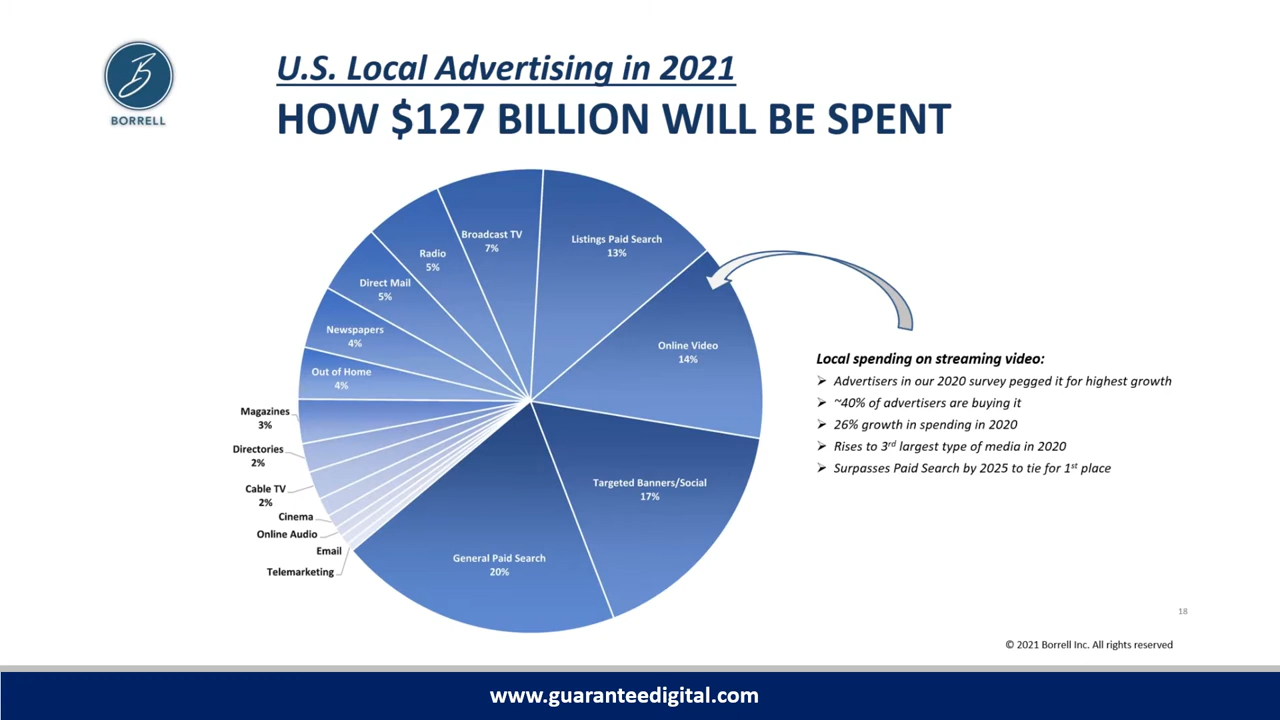 BORRELL
U.S. Local Advertising in 2021
HOW $127 BILLION WILL BE SPENT
Broadcast TV
7%
Listings Paid Search
13%
Radio
5%
Direct Mail
5%
Newspapers
4%
Online Video
14%
Out of Home
4%
Magazines
3%
Directories
2%
Cable TV
2%
Cinema
Online Audio
Email
Telemarketing
Targeted Banners/Social
17%
General Paid Search
20%
Local spending on streaming video:
➢ Advertisers in our 2020 survey pegged it for highest growth
➢ ~40% of advertisers are buying it
➢ 26% growth in spending in 2020
➢ Rises to 3rd largest type of media in 2020
➢ Surpasses Paid Search by 2025 to tie for 1st place
18
© 2021 Borrell Inc. All rights reserved
www.guaranteedigital.com